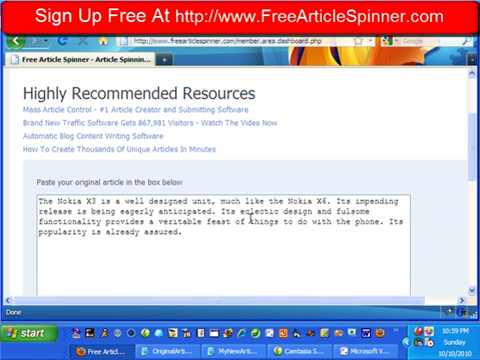 Sign Up Free At http://www.FreeArticleSpinner.com
http://www.freearticlespinner.com/member.area.dashboard.php
Google
Free Article Spinner - Article Spinnin...
Highly Recommended Resources
Mass Article Control - #1 Article Creator and Submitting Software
Brand New Traffic Software Gets 867,981 Visitors - Watch The Video Now
Automatic Blog Content Writing Software
How To Create Thousands Of Unique Articles In Minutes
Paste your original article in the box below
The Nokia X3 is a well designed unit, much like the Nokia X6. Its impending
release is being eagerly anticipated. Its eclectic design and fulsome
functionality provides a veritable feast of things to do with the phone. Its
popularity is already assured.
Done
start
10:59 PM
Sunday
10/10/2010
Free Articl...
OriginalArti...
MyNewArti...
Camtasia S...
Microsoft V...